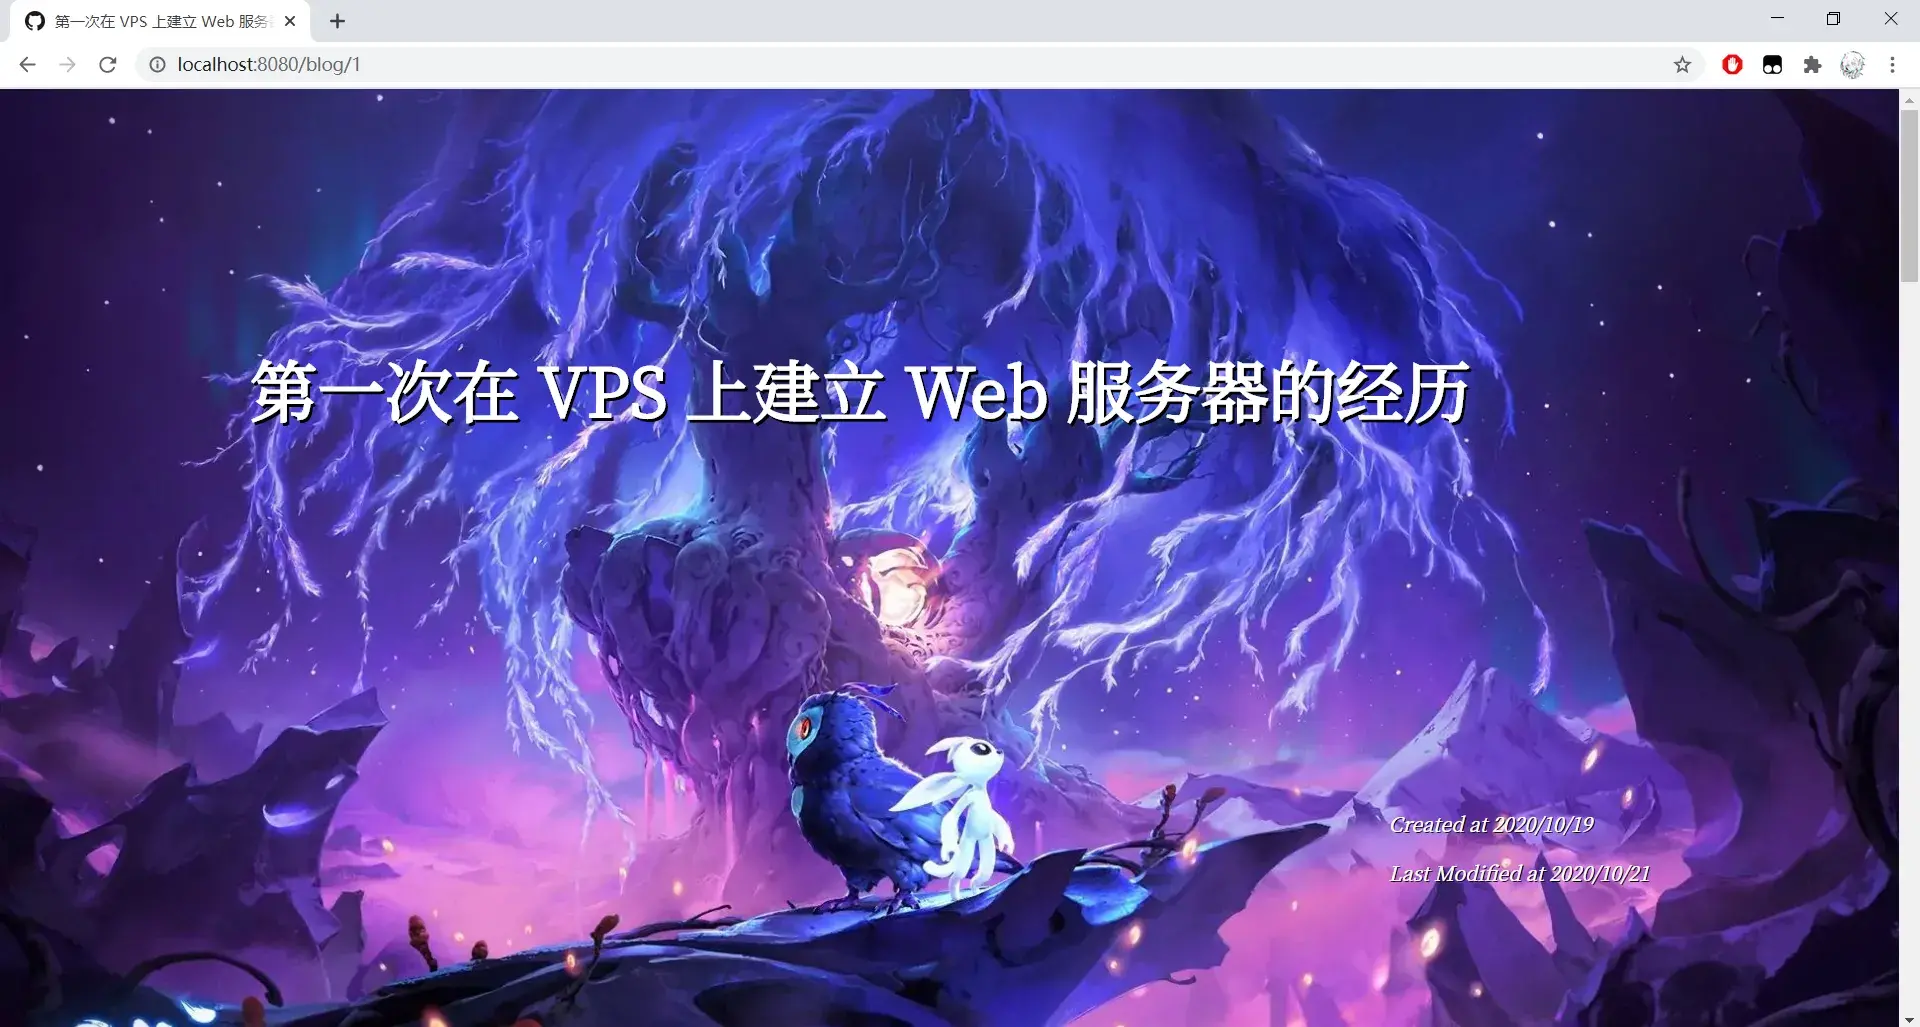 第一次在 VPS 上建立 Web 服务
localhost:8080/blog/1
第一次在 VPS 上建立 Web 服务器的经历
Created at 2020/10/19
Last Modified at 2020/10/21